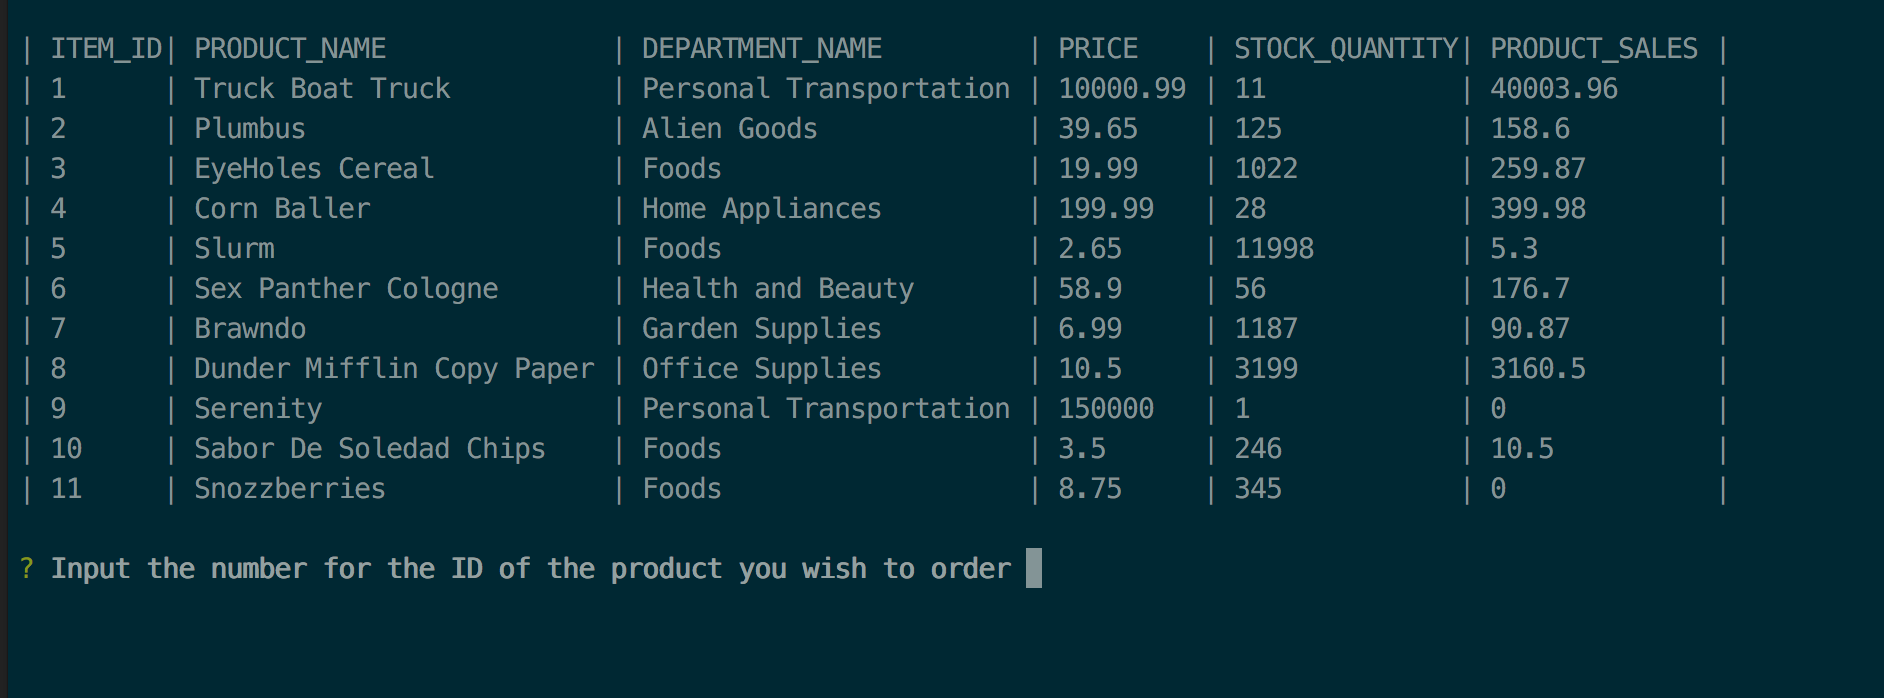 | ITEM_ID| PRODUCT_NAME | DEPARTMENT_NAME | PRICE | STOCK_QUANTITY| PRODUCT_SALES |
| 1 | Truck Boat Truck | Personal Transportation | 10000.99 | 11 | 40003.96 |
| 2 | Plumbus | Alien Goods | 39.65 | 125 | 158.6 |
| 3 | EyeHoles Cereal | Foods | 19.99 | 1022 | 259.87 |
| 4 | Corn Baller | Home Appliances | 199.99 | 28 | 399.98 |
| 5 | Slurm | Foods | 2.65 | 11998 | 5.3 |
| 6 | Sex Panther Cologne | Health and Beauty | 58.9 | 56 | 176.7 |
| 7 | Brawndo | Garden Supplies | 6.99 | 1187 | 90.87 |
| 8 | Dunder Mifflin Copy Paper | Office Supplies | 10.5 | 3199 | 3160.5 |
| 9 | Serenity | Personal Transportation | 150000 | 1 | 0 |
| 10 | Sabor De Soledad Chips | Foods | 3.5 | 246 | 10.5 |
| 11 | Snozzberries | Foods | 8.75 | 345 | 0 |
? Input the number for the ID of the product you wish to order